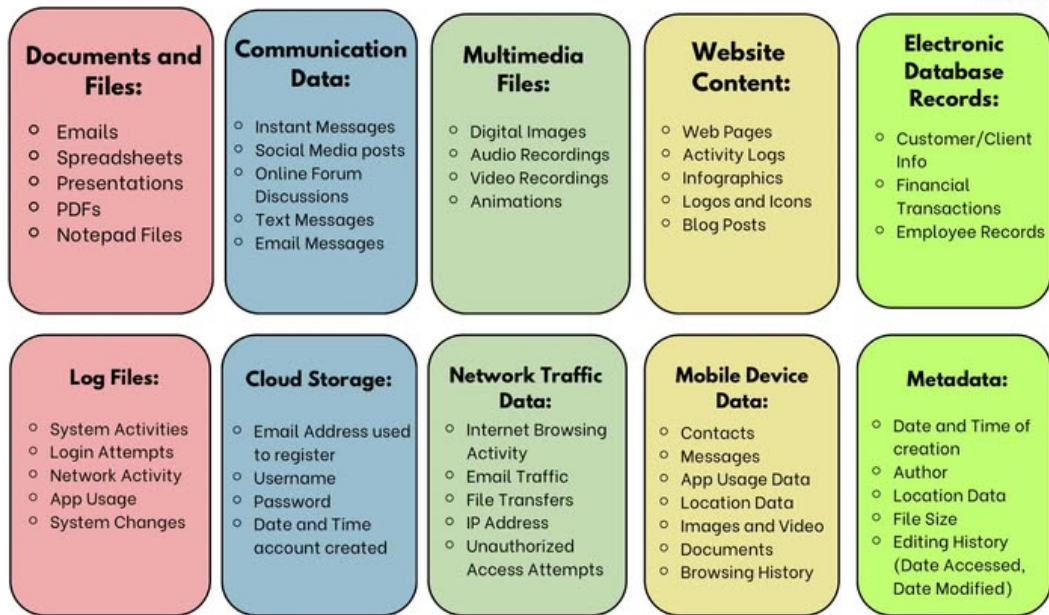 Documents and
Files:
Emails
Spreadsheets
Presentations
PDFs
Notepad Files
Communication
Data:
Instant Messages
Social Media posts
Online Forum
Discussions
Text Messages
Email Messages
Multimedia
Files:
Digital Images
Audio Recordings
Video Recordings
Animations
Website
Content:
Web Pages
Activity Logs
Infographics
Logos and Icons
Blog Posts
Electronic
Database
Records:
Customer/Client
Info
Financial
Transactions
Employee Records
Log Files:
System Activities
Login Attempts
Network Activity
App Usage
System Changes
Cloud Storage:
Email Address used
to register
Username
Password
Date and Time
account created
Network Traffic
Data:
Internet Browsing
Activity
Email Traffic
File Transfers
IP Address
Unauthorized
Access Attempts
Mobile Device
Data:
Contacts
Messages
App Usage Data
Location Data
Images and Video
Documents
Browsing History
Metadada:
Date and Time of
creation
Author
Location Data
File Size
Editing History
(Date Accessed,
Date Modified)